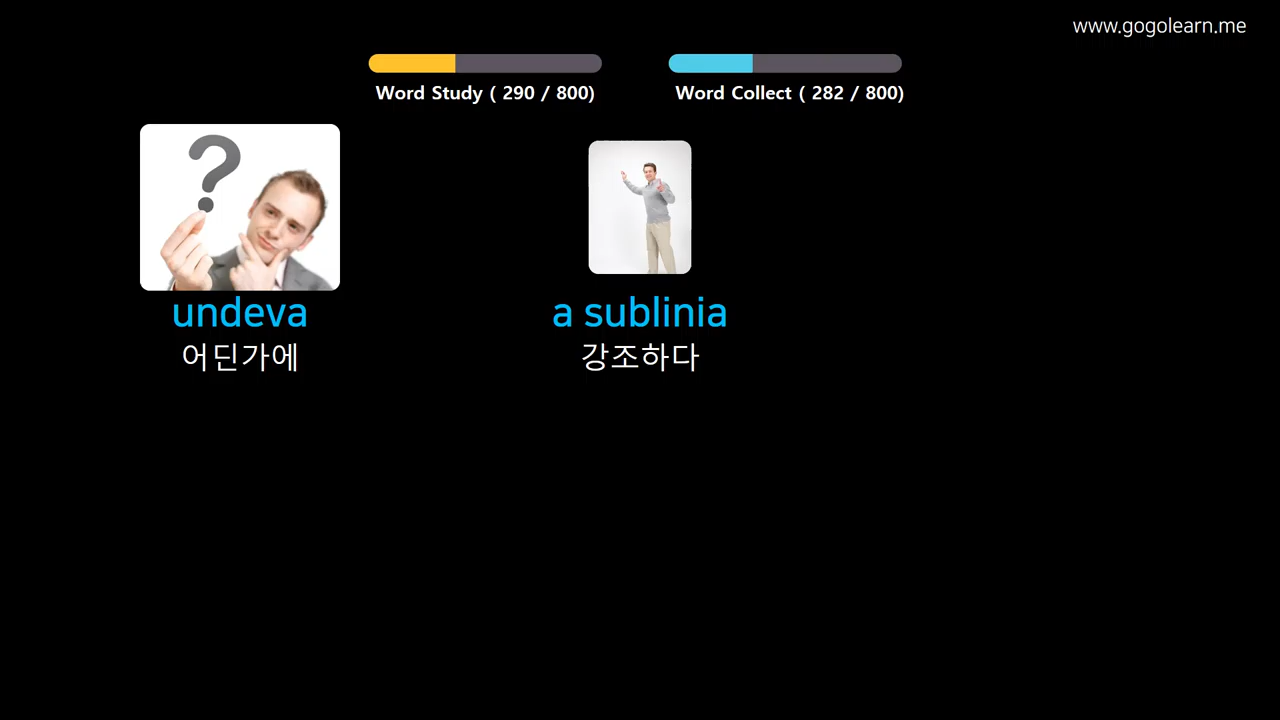 www.gogolearn.me
Word Study ( 290 / 800)
Word Collect ( 282 / 800)
undeva
어딘가에
a sublinia
강조하다